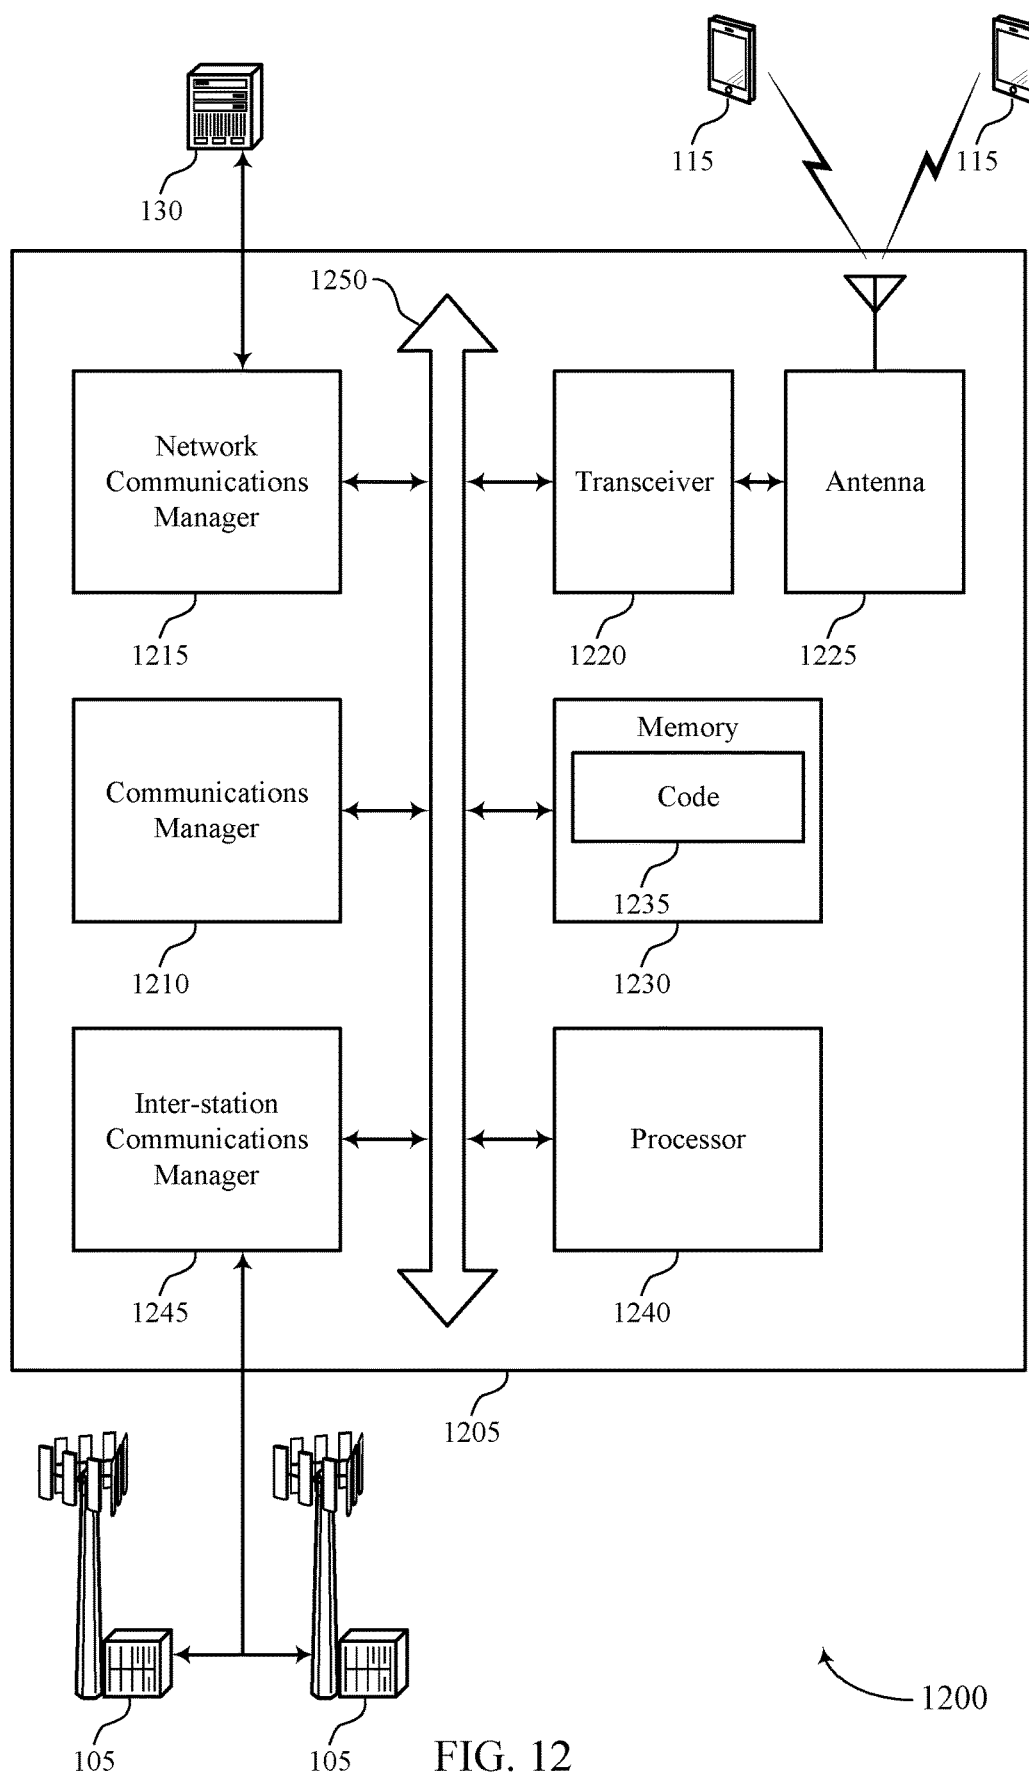 130
115
115
1250
Network
Communications
Manager
Transceiver
Antenna
1215
1220
1225
Communications
Manager
Memory
Code
1235
1210
1230
Inter-station
Communications
Manager
Processor
1245
1240
1205
105
105
1200
FIG. 12